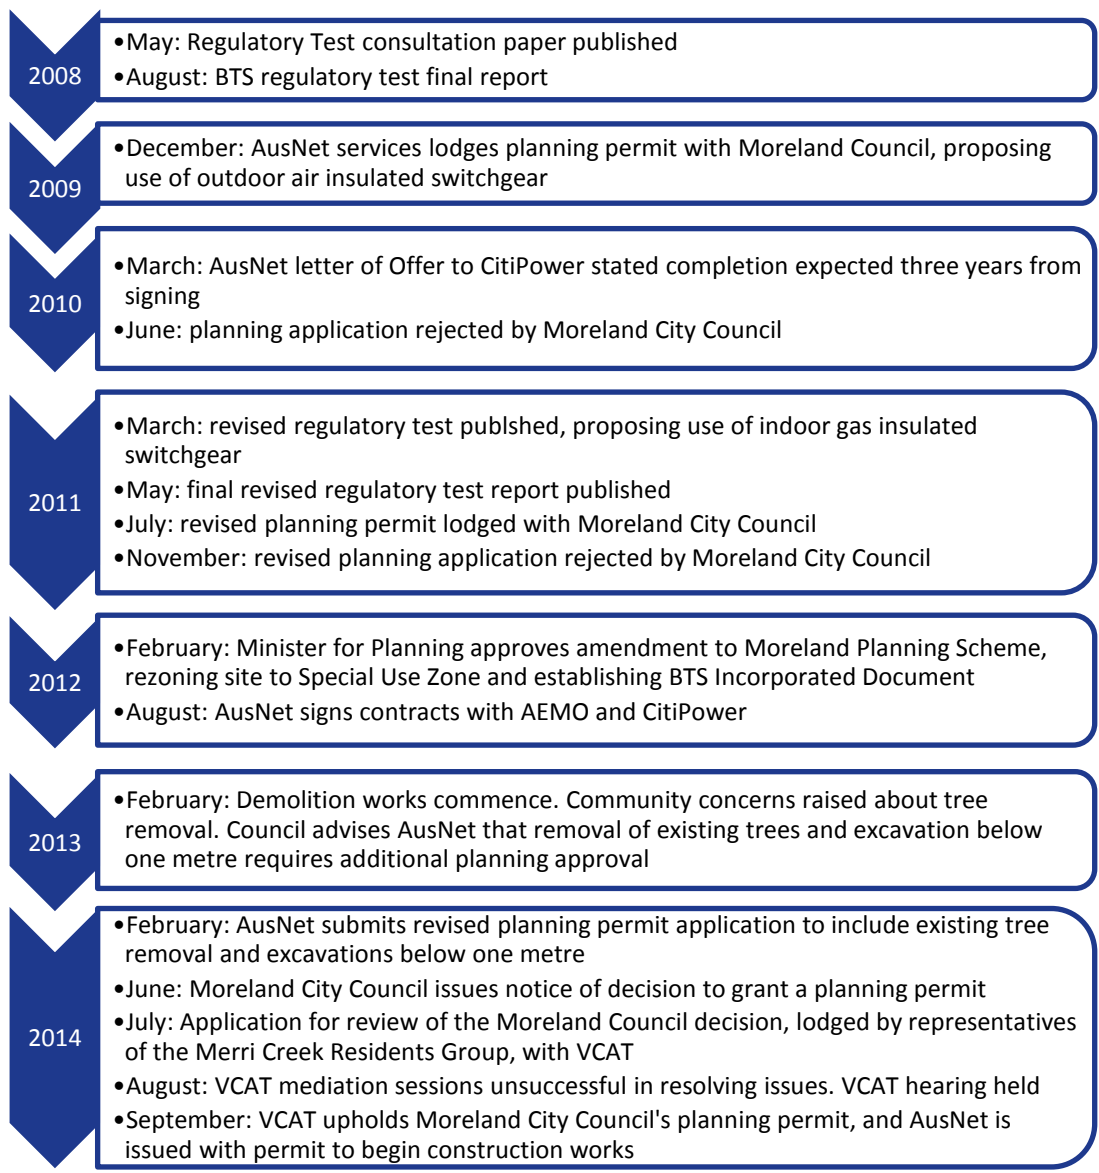 2008
•May: Regulatory Test consultation paper published
•August: BTS regulatory test final report
2009
•December: AusNet services lodges planning permit with Moreland Council, proposing
use of outdoor air insulated switchgear
2010
•March: AusNet letter of Offer to CitiPower stated completion expected three years from
signing
•June: planning application rejected by Moreland City Council
2011
•March: revised regulatory test publshed, proposing use of indoor gas insulated
switchgear
•May: final revised regulatory test report published
•July: revised planning permit lodged with Moreland City Council
•November: revised planning application rejected by Moreland City Council
2012
•February: Minister for Planning approves amendment to Moreland Planning Scheme,
rezoning site to Special Use Zone and establishing BTS Incorporated Document
•August: AusNet signs contracts with AEMO and CitiPower
2013
•February: Demolition works commence. Community concerns raised about tree
removal. Council advises AusNet that removal of existing trees and excavation below
one metre requires additional planning approval
2014
•February: AusNet submits revised planning permit application to include existing tree
removal and excavations below one metre
•June: Moreland City Council issues notice of decision to grant a planning permit
•July: Application for review of the Moreland Council decision, lodged by representatives
of the Merri Creek Residents Group, with VCAT
•August: VCAT mediation sessions unsuccessful in resolving issues. VCAT hearing held
•September: VCAT upholds Moreland City Council's planning permit, and AusNet is
issued with permit to begin construction works